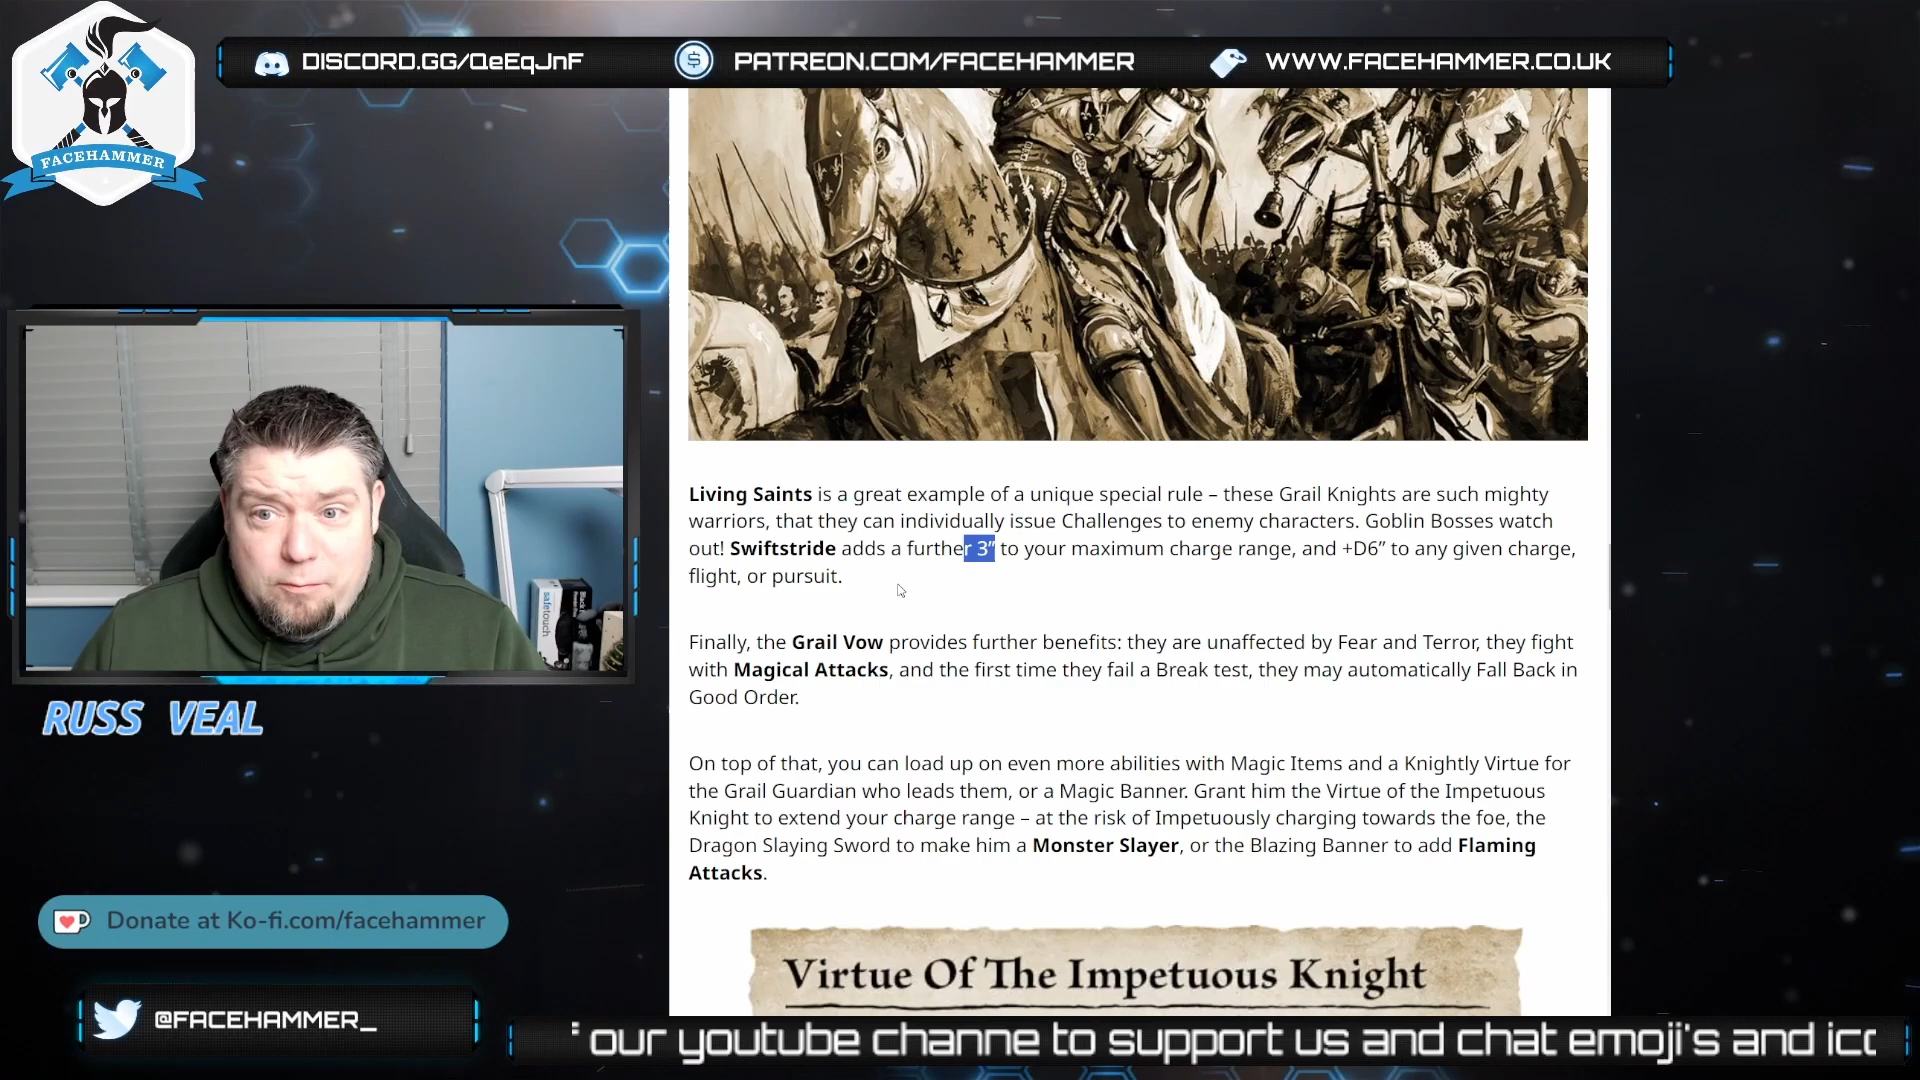 DISCORD.GG/QeEqJnF
PATREON.COM/FACEHAMMER
WWW.FACEHAMMER.CO.UK
FACEHAMMER
Living Saints is a great example of a unique special rule – these Grail Knights are such mighty
warriors, that they can individually issue Challenges to enemy characters. Goblin Bosses watch
out! Swiftstride adds a further 3” to your maximum charge range, and +D6” to any given charge,
flight, or pursuit.
Finally, the Grail Vow provides further benefits: they are unaffected by Fear and Terror, they fight
with Magical Attacks, and the first time they fail a Break test, they may automatically Fall Back in
Good Order.
On top of that, you can load up on even more abilities with Magic Items and a Knightly Virtue for
the Grail Guardian who leads them, or a Magic Banner. Grant him the Virtue of the Impetuous
Knight to extend your charge range – at the risk of Impetuously charging towards the foe, the
Dragon Slaying Sword to make him a Monster Slayer, or the Blazing Banner to add Flaming
Attacks.
Virtue Of The Impetuous Knight
safetouch
RUSS VEAL
Donate at Ko-fi.com/facehammer
@FACEHAMMER_
our youtube channe to support us and chat emoji's and